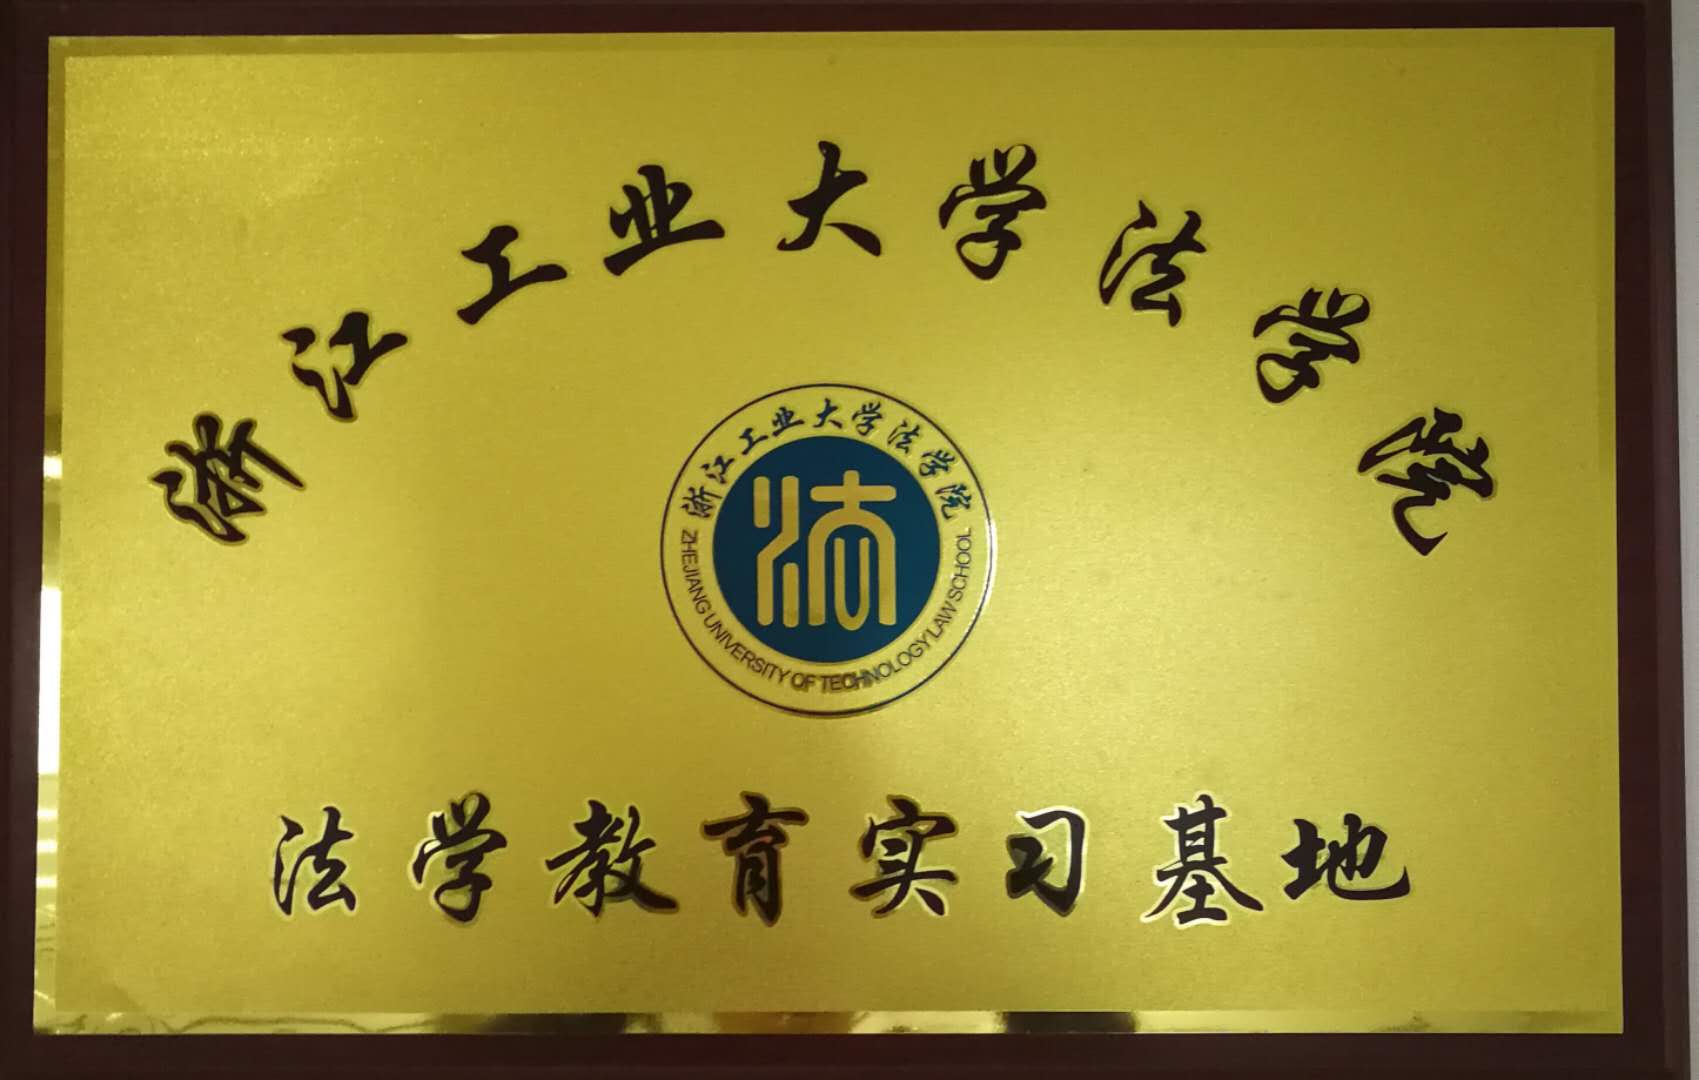 浙江工业大学法学院
浙江工业大学法学院
法
ZHEJIANG UNIVERSITY OF TECHNOLOGY LAW SCHOOL
法学教育实习基地